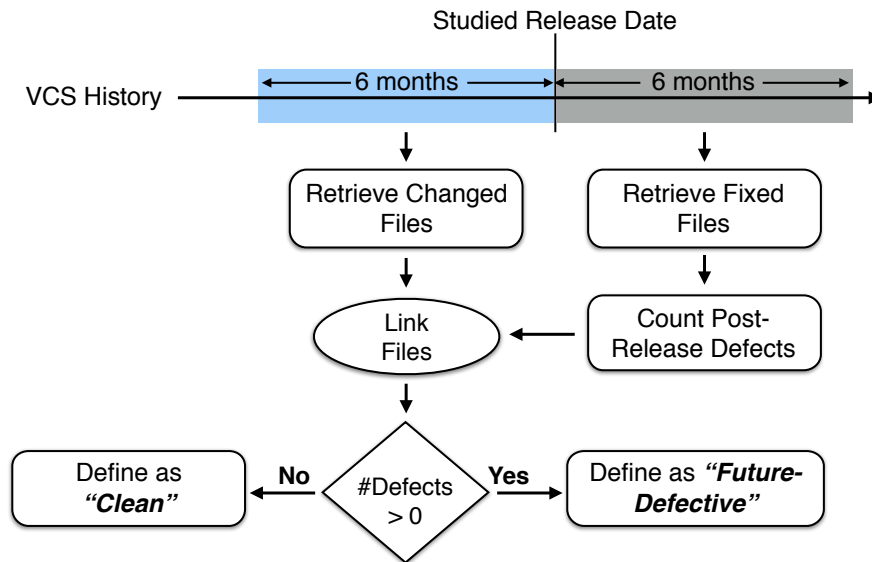 Studied Release Date
6 months
6 months
VCS History
Retrieve Changed
Files
Retrieve Fixed
Files
Link
Files
Count Post-
Release Defects
Define as
“Clean”
No
#Defects
> 0
Yes
Define as “Future-
Defective”